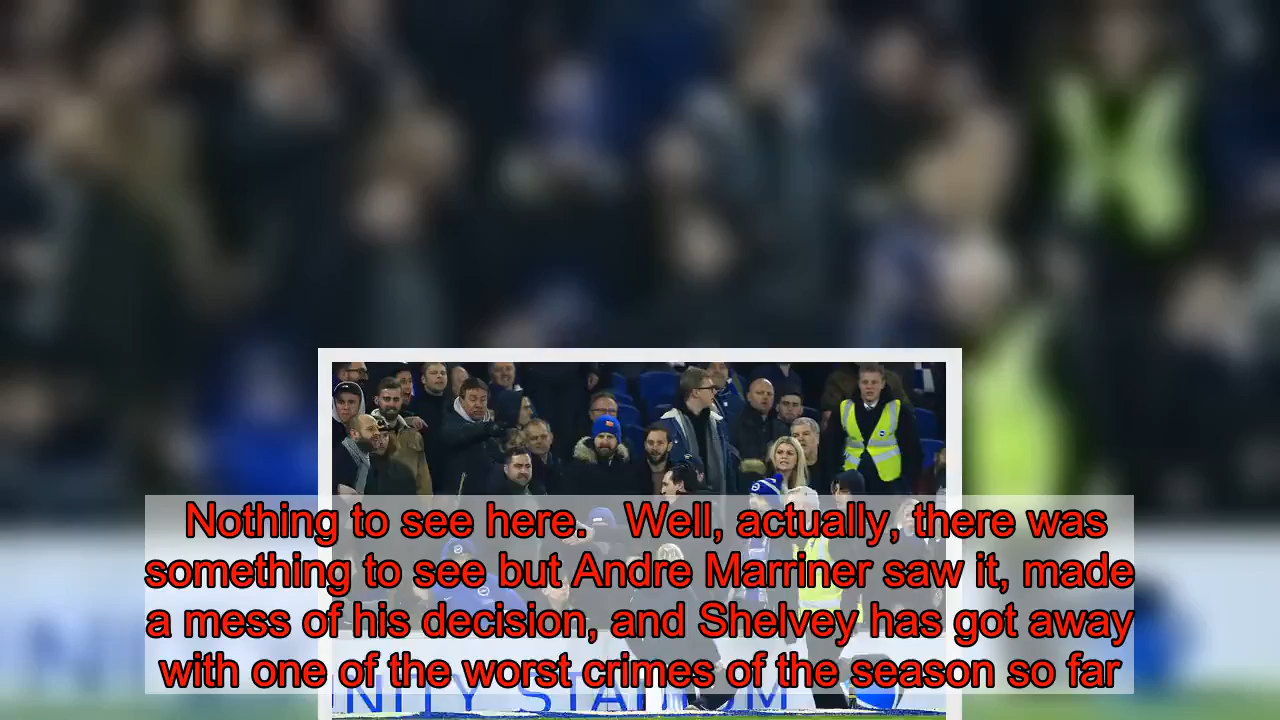 Nothing to see here.   Well, actually, there was
something to see but Andre Marriner saw it, made
a mess of his decision, and Shelvey has got away
with one of the worst crimes of the season so far